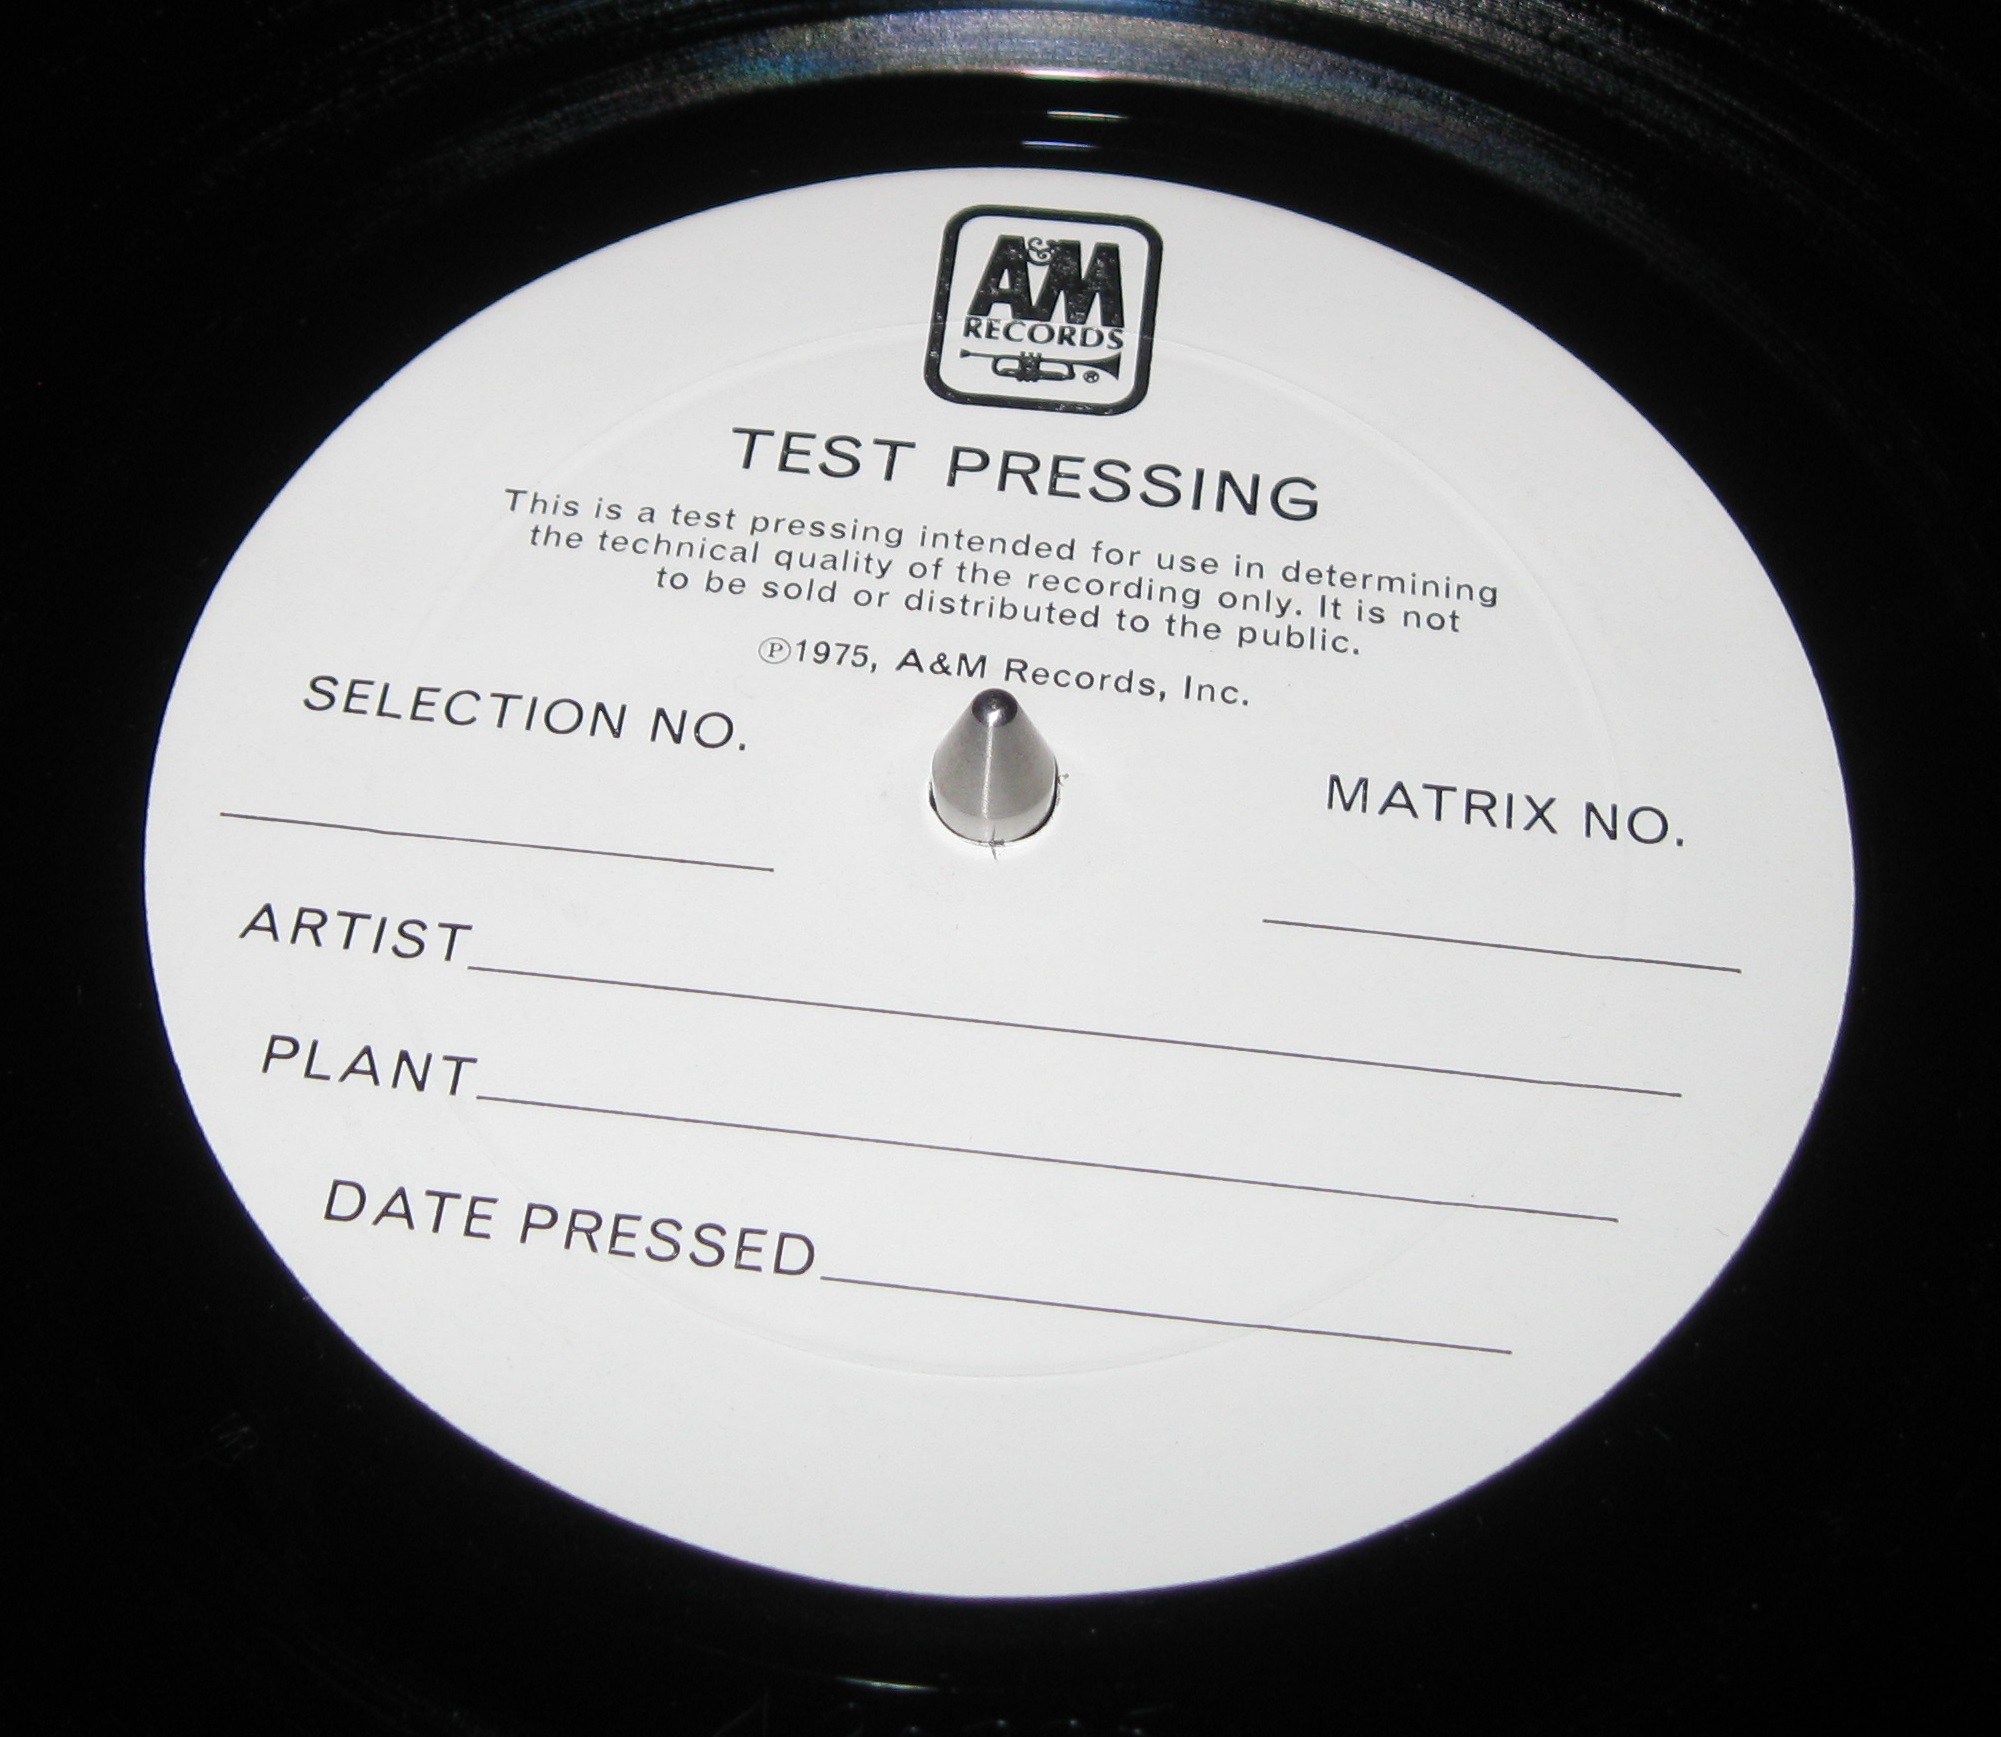 A&M
RECORDS
®
TEST PRESSING
This is a test pressing intended for use in determining
the technical quality of the recording only. It is not
to be sold or distributed to the public.
℗1975, A&M Records, Inc.
SELECTION NO.
MATRIX NO.
ARTIST
PLANT
DATE PRESSED